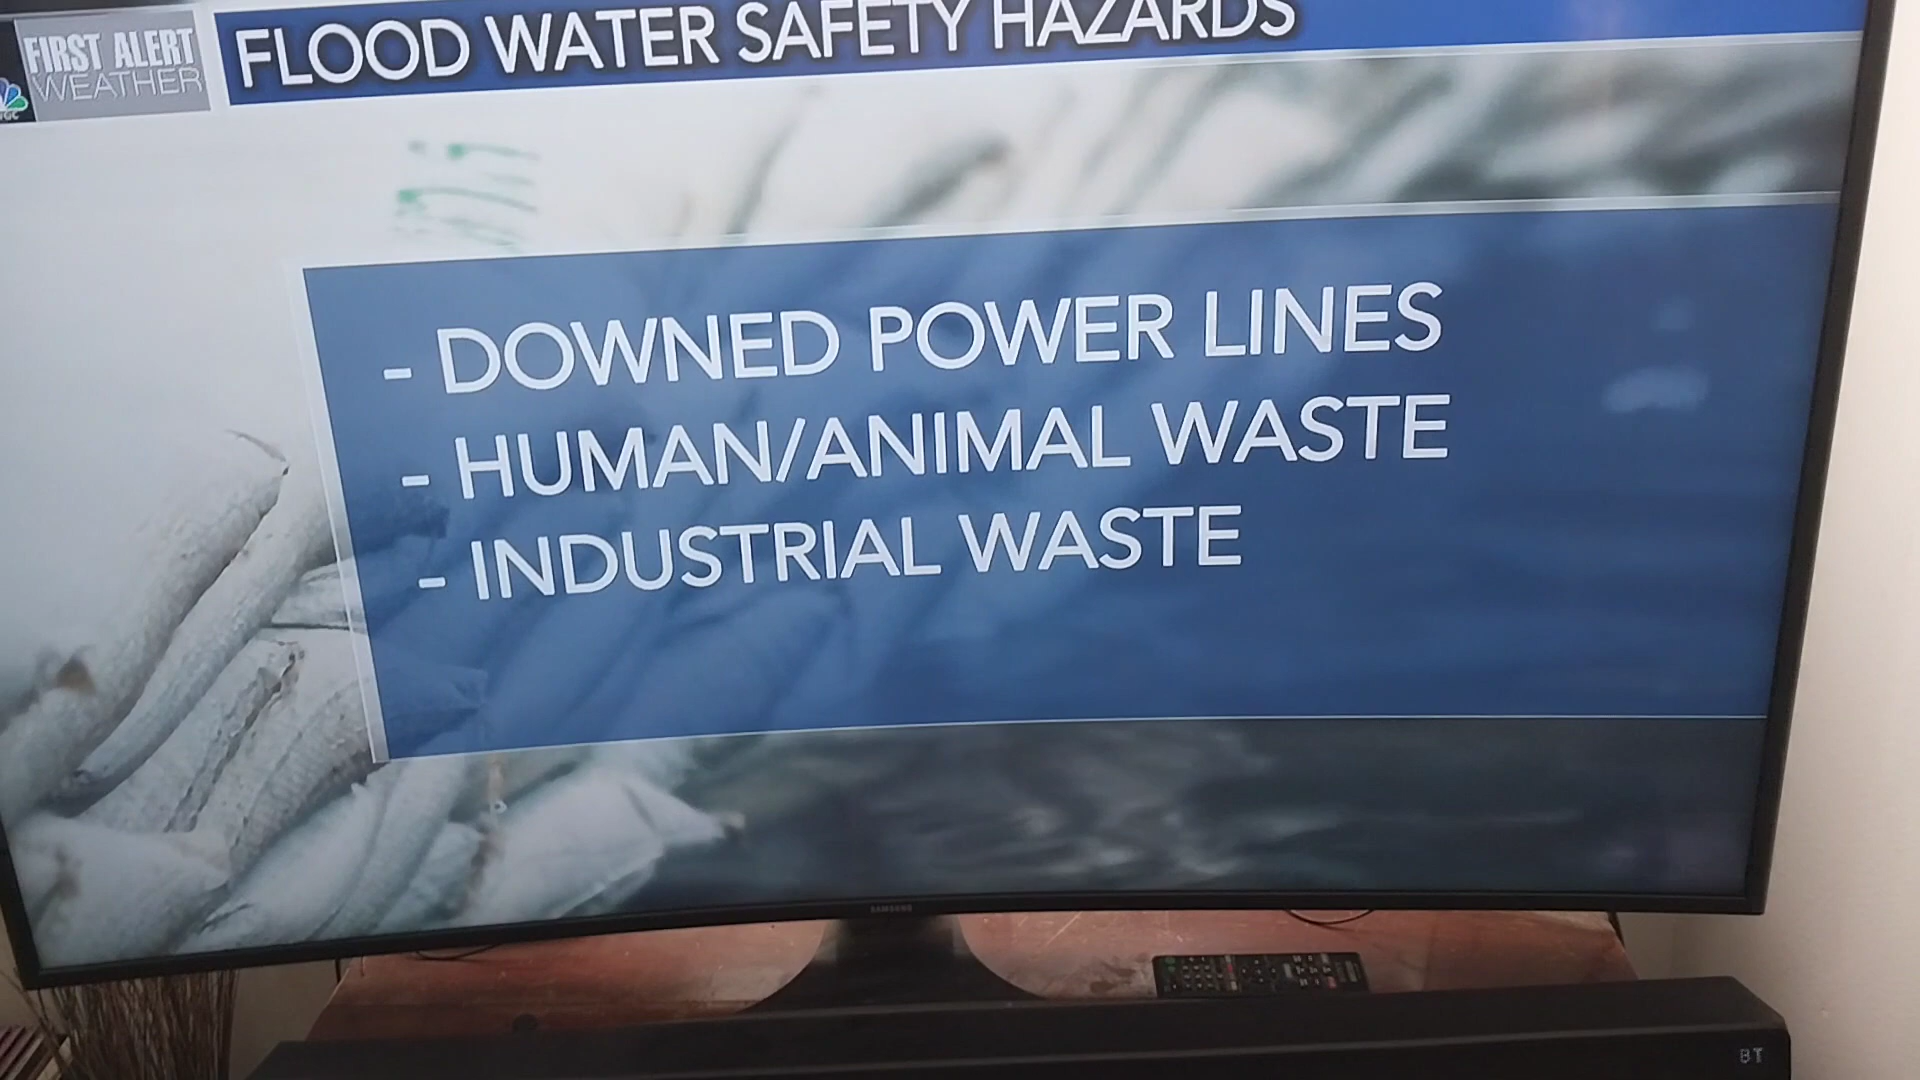 FIRST ALERT
WEATHER
FLOOD WATER SAFETY HAZARDS
- DOWNED POWER LINES
- HUMAN/ANIMAL WASTE
- INDUSTRIAL WASTE
SAMSUNG
BT